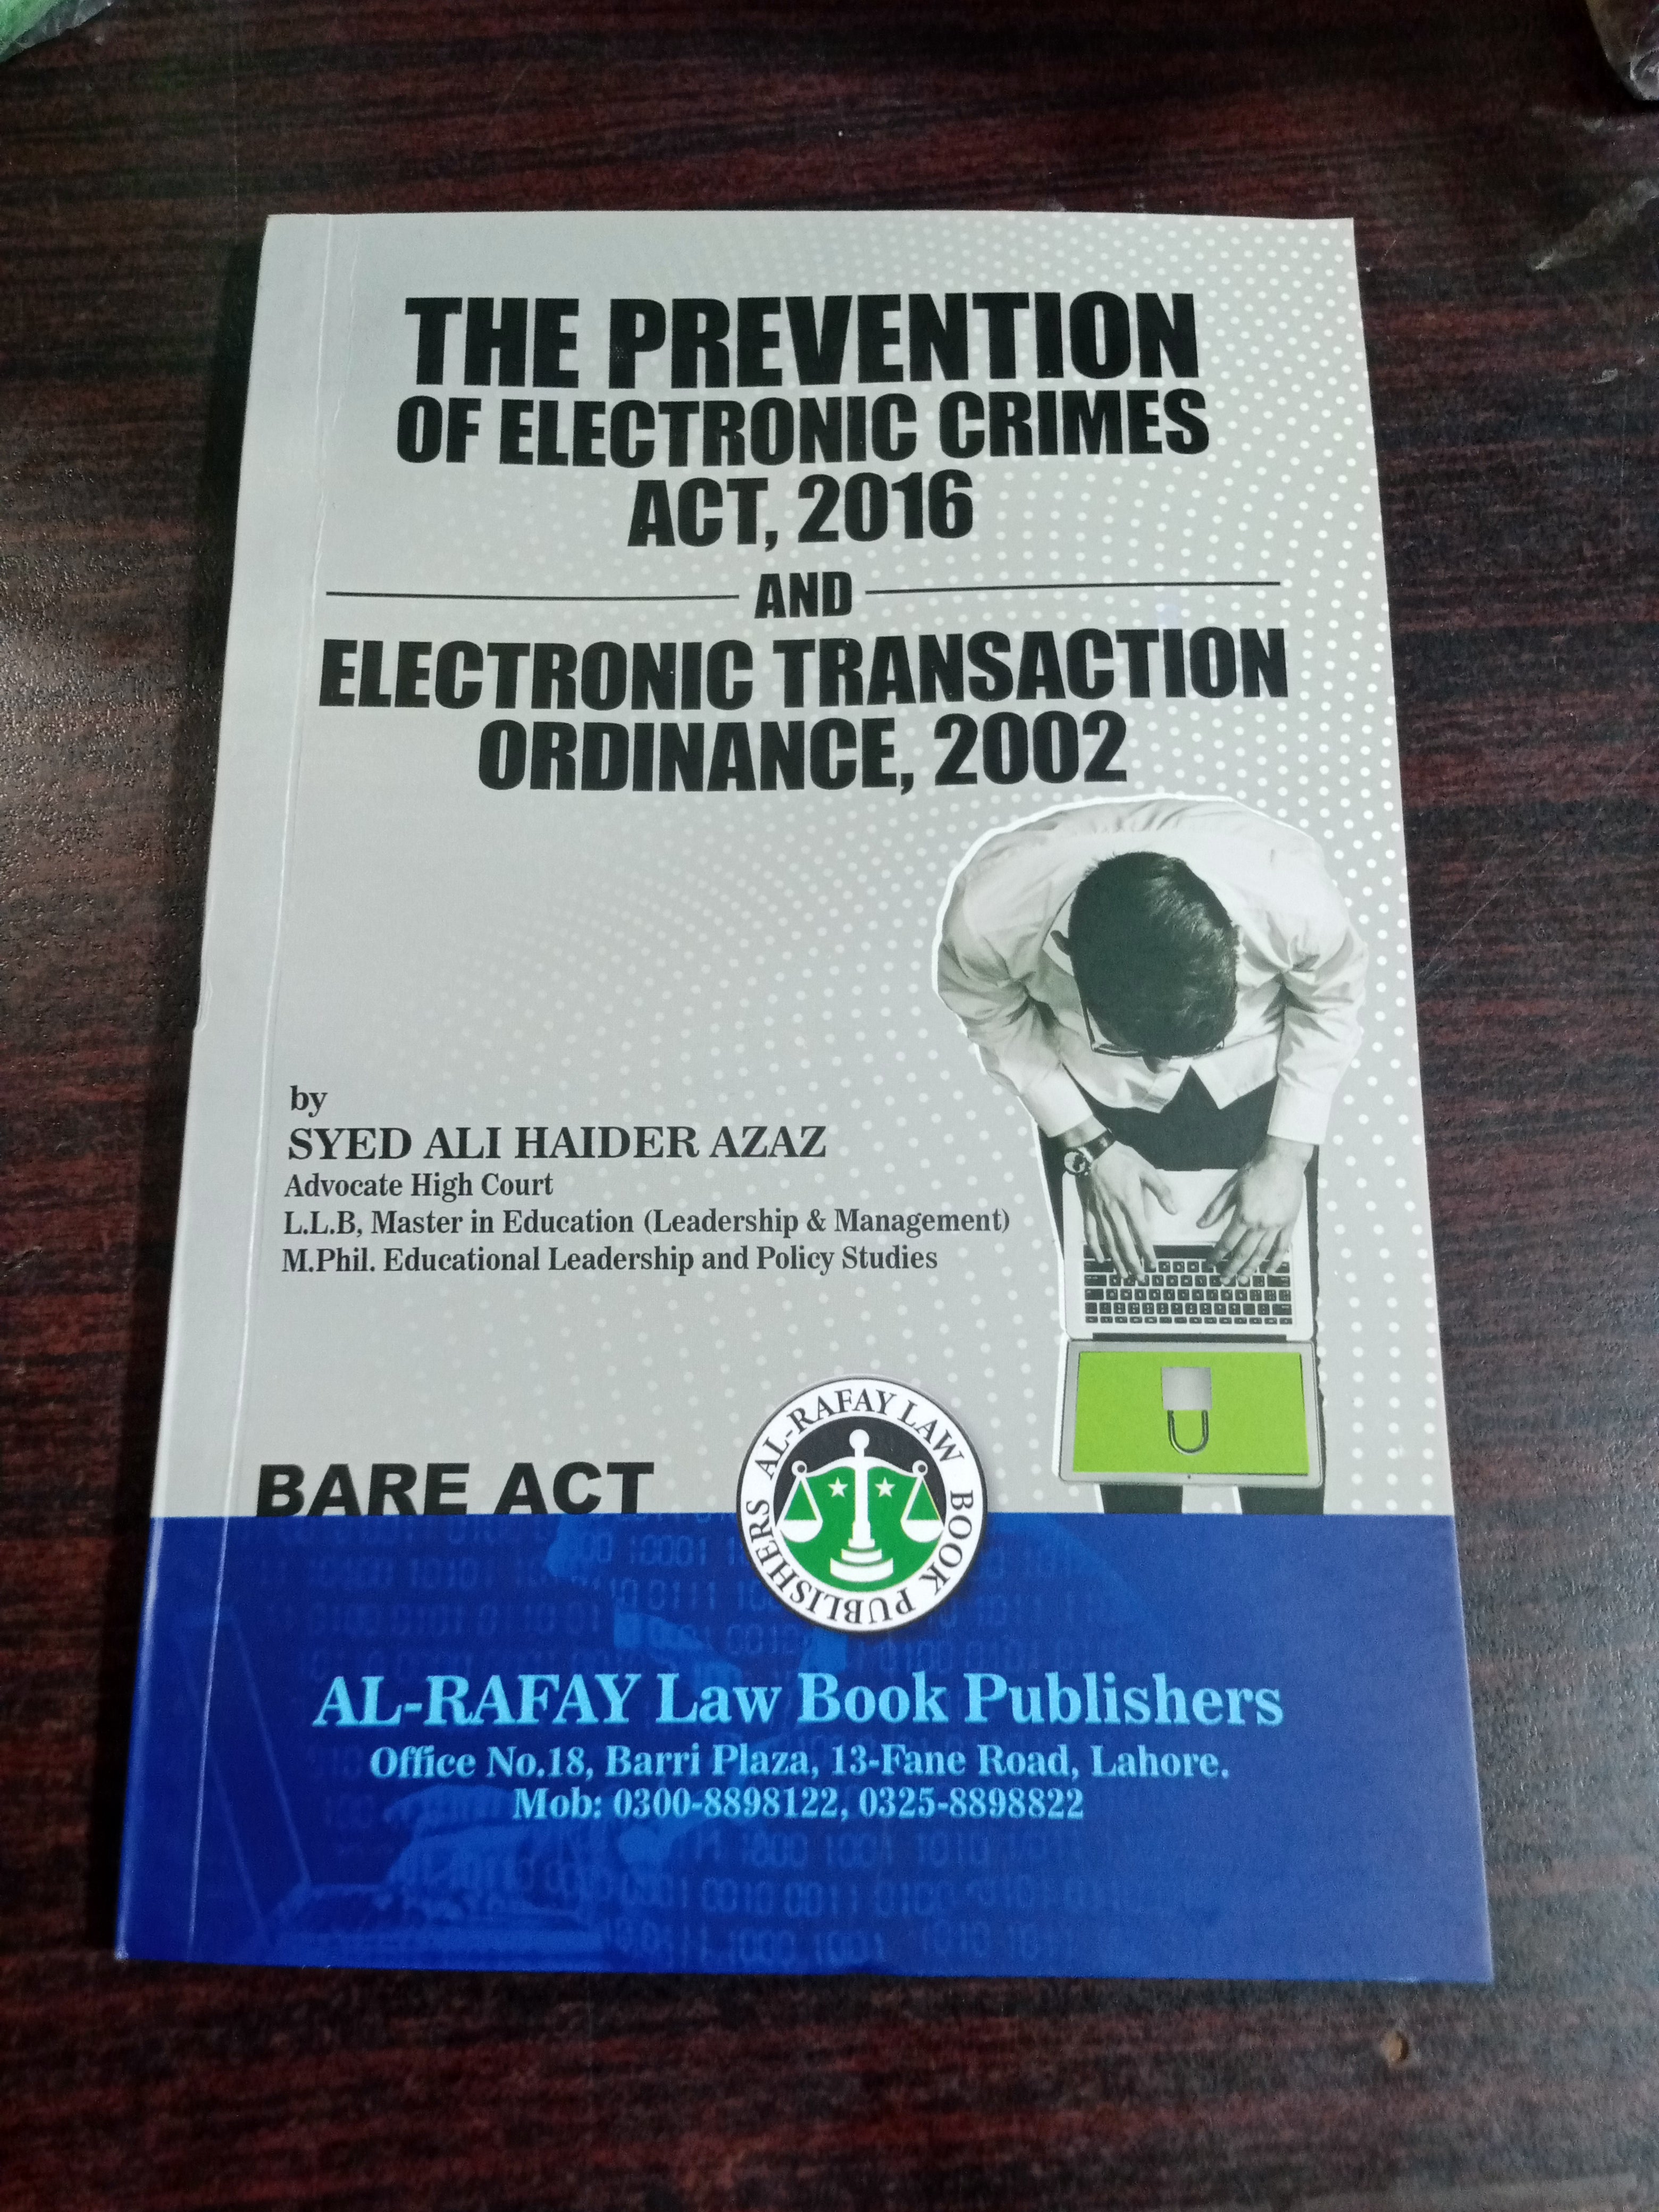 THE PREVENTION
OF ELECTRONIC CRIMES
ACT, 2016
AND
ELECTRONIC TRANSACTION
ORDINANCE, 2002
by
SYED ALI HAIDER AZAZ
Advocate High Court
L.L.B, Master in Education (Leadership & Management)
M.Phil. Educational Leadership and Policy Studies
BARE ACT
AL-RAFAY LAW BOOK PUBLISHERS
AL-RAFAY Law Book Publishers
Office No.18, Barri Plaza, 13-Fane Road, Lahore.
Mob: 0300-8898122, 0325-8898822